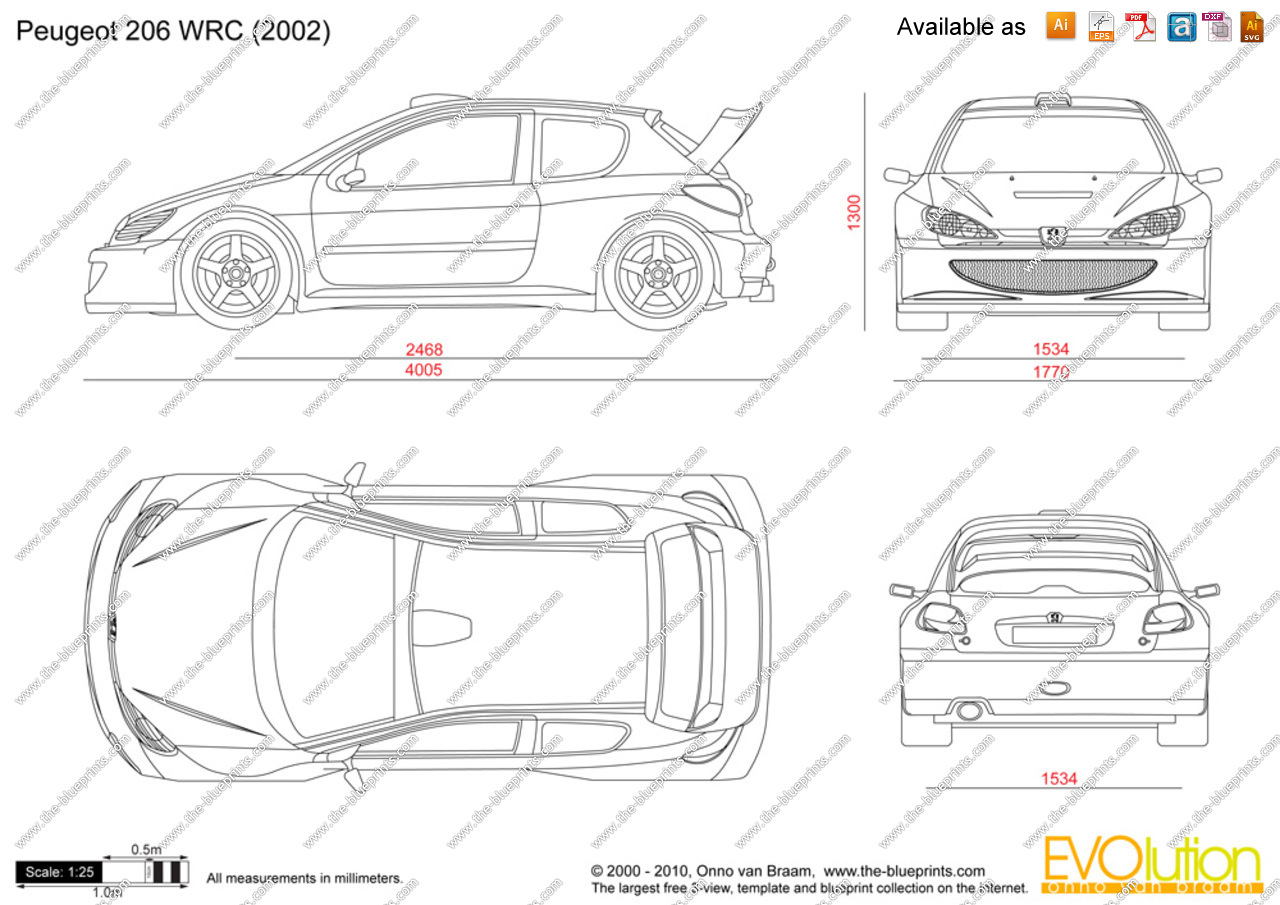 Peugeot 206 WRC (2002)
Available as
Ai
EPS
PDF
a
DXF
Ai
SVG
www.the-blueprints.com
1300
2468
4005
1534
1770
1534
0.5m
Scale: 1:25
1.0m
All measurements in millimeters.
© 2000 - 2010, Onno van Braam, www.the-blueprints.com
The largest free 3-view, template and blueprint collection on the internet.
EVOlution
onno van braam